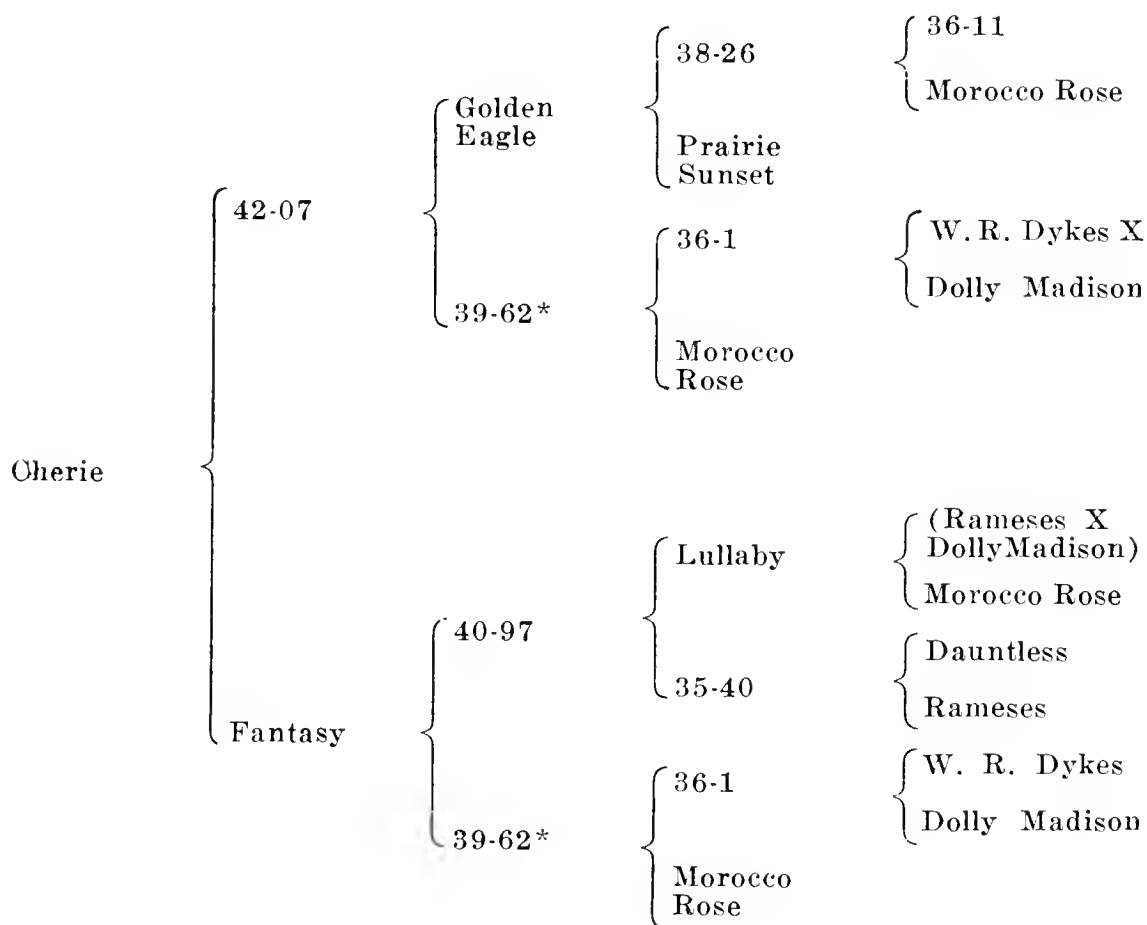 36-11
38-26
Morocco Rose
Golden
Eagle
Prairie
Sunset
42-07
36-1
W. R. Dykes X
Dolly Madison
39-62*
Morocco
Rose
Cherie
Lullaby
(Rameses X
DollyMadison)
Morocco Rose
40-97
Dauntless
35-40
Rameses
Fantasy
W. R. Dykes
36-1
Dolly Madison
39-62*
Morocco
Rose